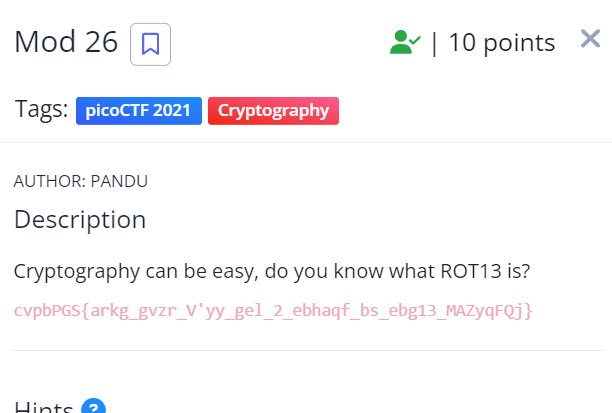 Mod 26 | 10 points
Tags: picoCTF 2021 Cryptography
AUTHOR: PANDU
Description
Cryptography can be easy, do you know what ROT13 is?
cvpbPGS{arkg_gvzr_V'yy_gel_2_ebhaqf_bs_ebg13_MAZyqFQj}
Hints ?